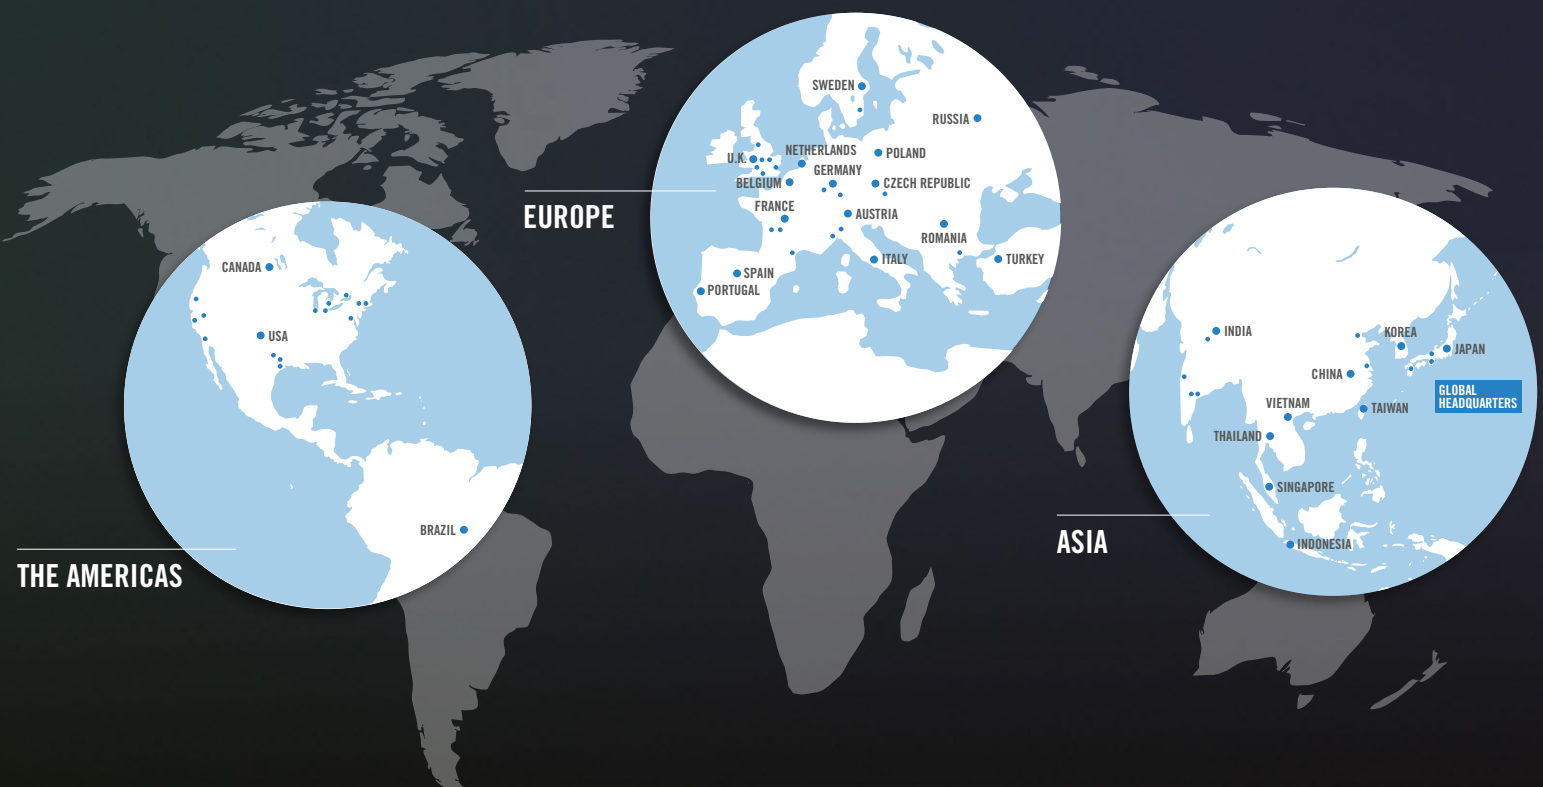 THE AMERICAS
CANADA
USA
BRAZIL
EUROPE
SWEDEN
RUSSIA
U.K.
NETHERLANDS
POLAND
GERMANY
BELGIUM
CZECH REPUBLIC
FRANCE
AUSTRIA
ROMANIA
ITALY
TURKEY
SPAIN
PORTUGAL
ASIA
INDIA
KOREA
JAPAN
CHINA
GLOBAL
HEADQUARTERS
VIETNAM
TAIWAN
THAILAND
SINGAPORE
INDONESIA